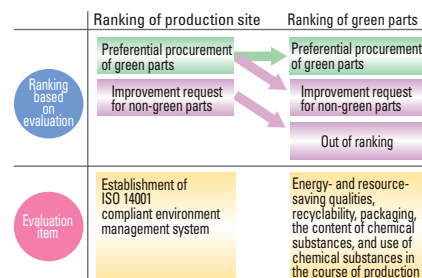 Ranking of production site
Ranking of green parts
Ranking
based on
evaluation
Preferential procurement
of green parts
Improvement request
for non-green parts
Preferential procurement
of green parts
Improvement request
for non-green parts
Out of ranking
Evaluation
item
Establishment of
ISO 14001
compliant environment
management system
Energy- and resource-
saving qualities,
recyclability, packaging,
the content of chemical
substances, and use of
chemical substances in
the course of production